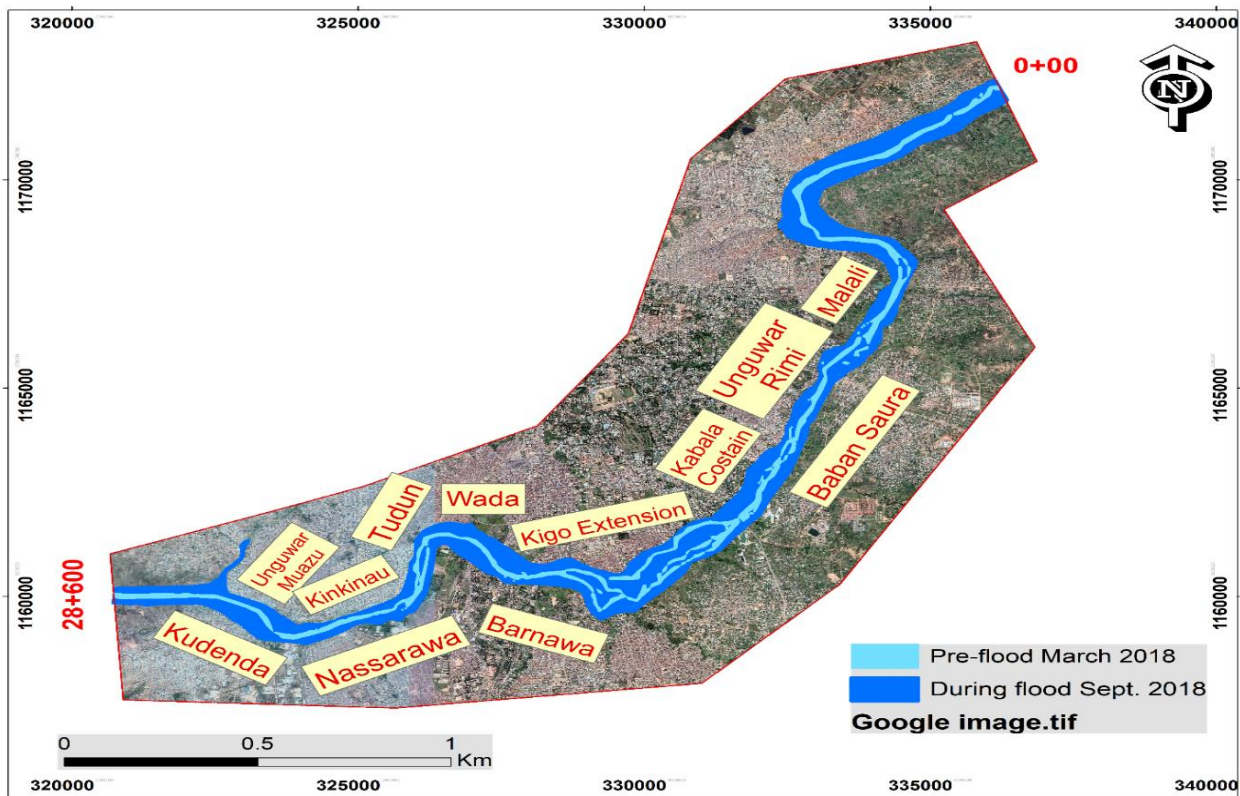 320000 325000 330000 335000 340000
0+00
N
1170000
1170000
Malali
Unguwar
Rimi
1165000
1165000
Baban Saura
Kabala
Costain
Tudun
Wada
Kigo Extension
Unguwar
Muazu
Kinkinau
28+600
1160000
1160000
Kudenda
Nassarawa
Barnawa
Pre-flood March 2018
During flood Sept. 2018
Google image.tif
0 0.5 1
Km
320000 325000 330000 335000 340000